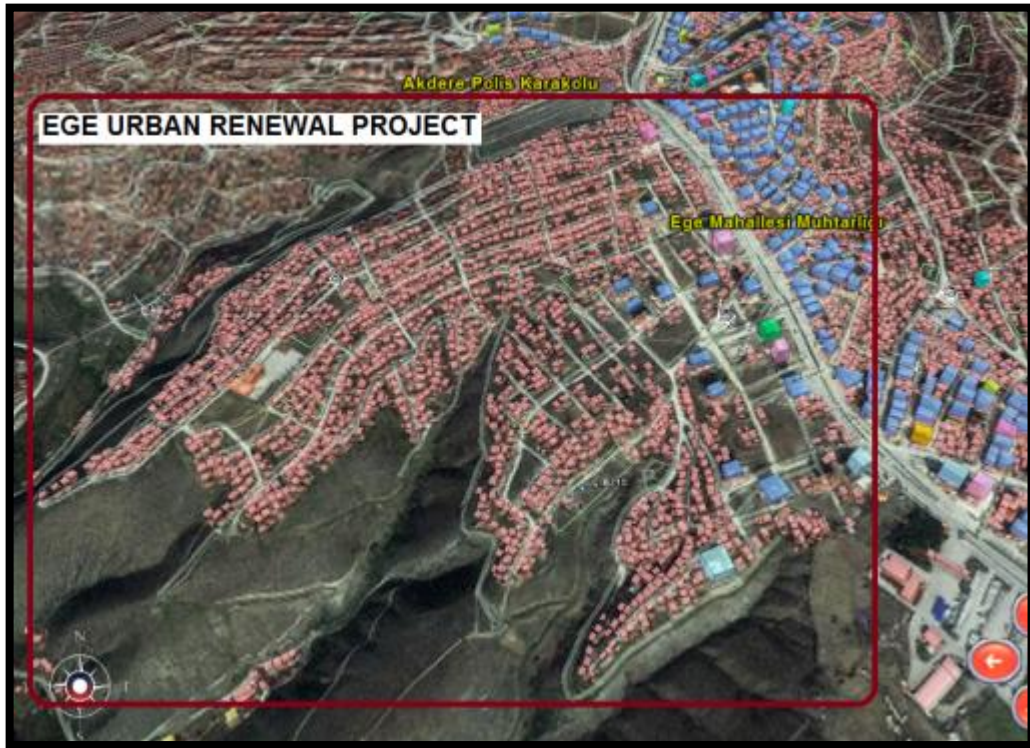 Akdere Polis Karakolu
EGE URBAN RENEWAL PROJECT
Ege Mahallesi Muhtarlığı
N